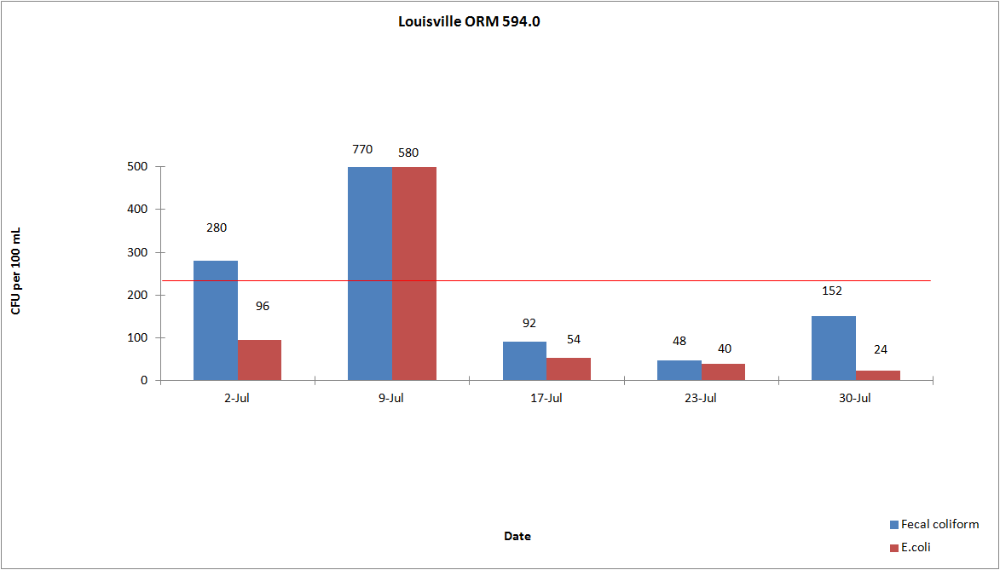 Louisville ORM 594.0
CFU per 100 mL
500
400
300
200
100
0
280
96
770
580
92
54
48
40
152
24
2-Jul
9-Jul
17-Jul
23-Jul
30-Jul
Date
Fecal coliform
E.coli